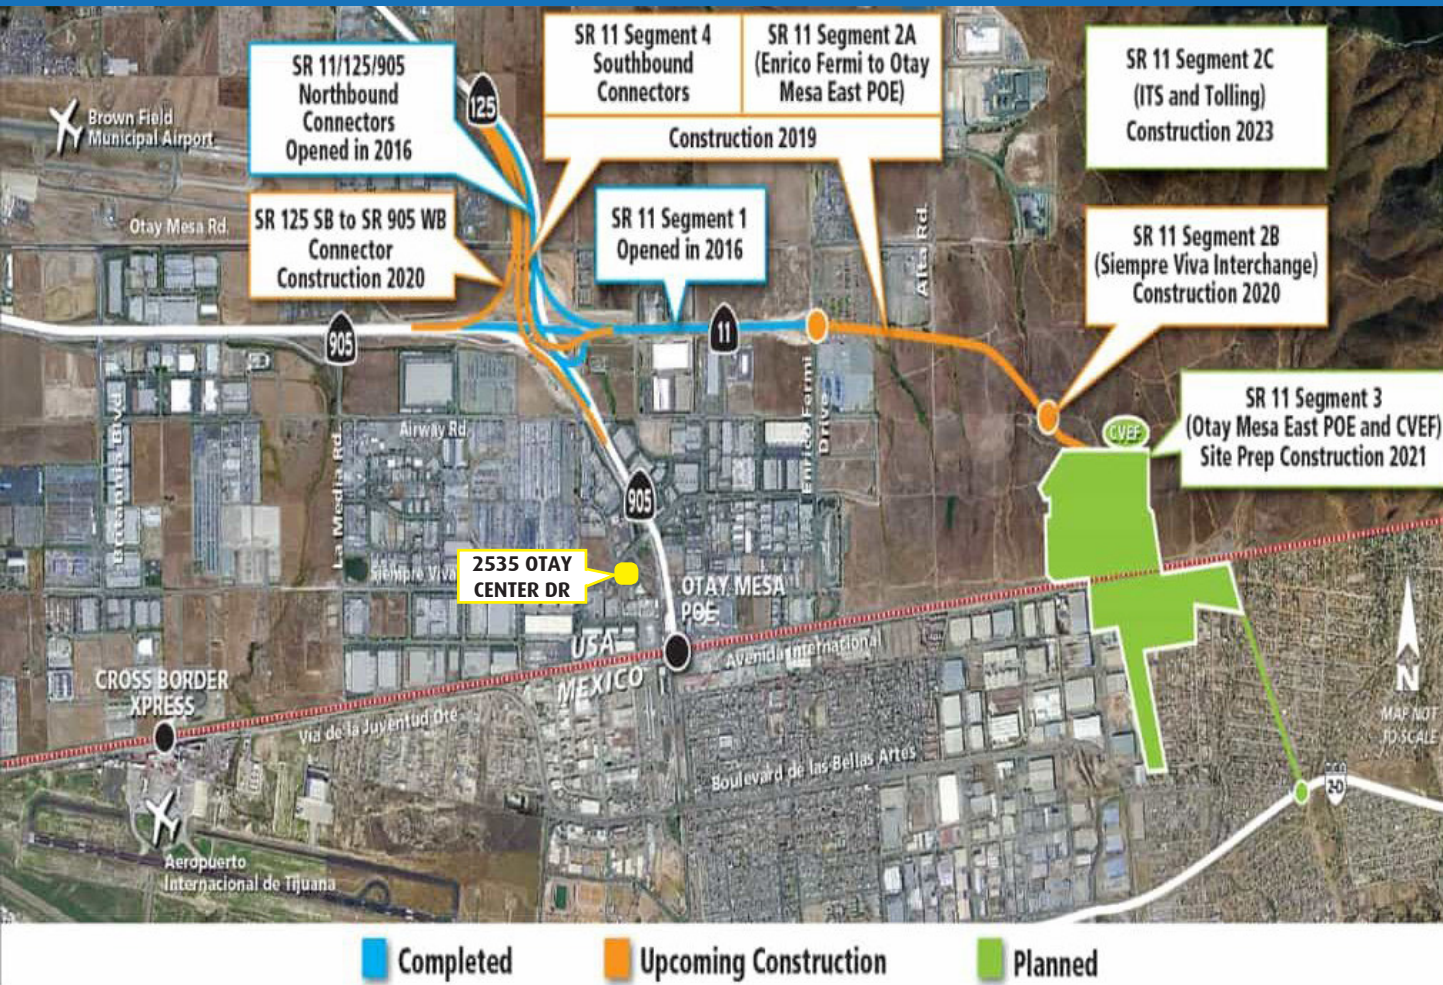 SR 11/125/905
Northbound
Connectors
Opened in 2016
125
SR 11 Segment 4
Southbound
Connectors
SR 11 Segment 2A
(Enrico Fermi to Otay
Mesa East POE)
Construction 2019
SR 11 Segment 2C
(ITS and Tolling)
Construction 2023
Brown Field
Municipal Airport
Otay Mesa Rd.
SR 125 SB to SR 905 WB
Connector
Construction 2020
SR 11 Segment 1
Opened in 2016
Alta Rd.
SR 11 Segment 2B
(Siempre Viva Interchange)
Construction 2020
905
11
Enrico Fermi
Drive
Britannia Blvd.
La Media Rd.
Airway Rd.
CVEF
SR 11 Segment 3
(Otay Mesa East POE and CVEF)
Site Prep Construction 2021
905
Siempre Viva
2535 OTAY
CENTER DR
OTAY MESA
POE
USA
MEXICO
Avenida International
CROSS BORDER
XPRESS
Via de la Juventud Ote
Boulevard de las Bellas Artes
N
MAP NOT
TO SCALE
2-D
Aeropuerto
Internacional de Tijuana
Completed
Upcoming Construction
Planned